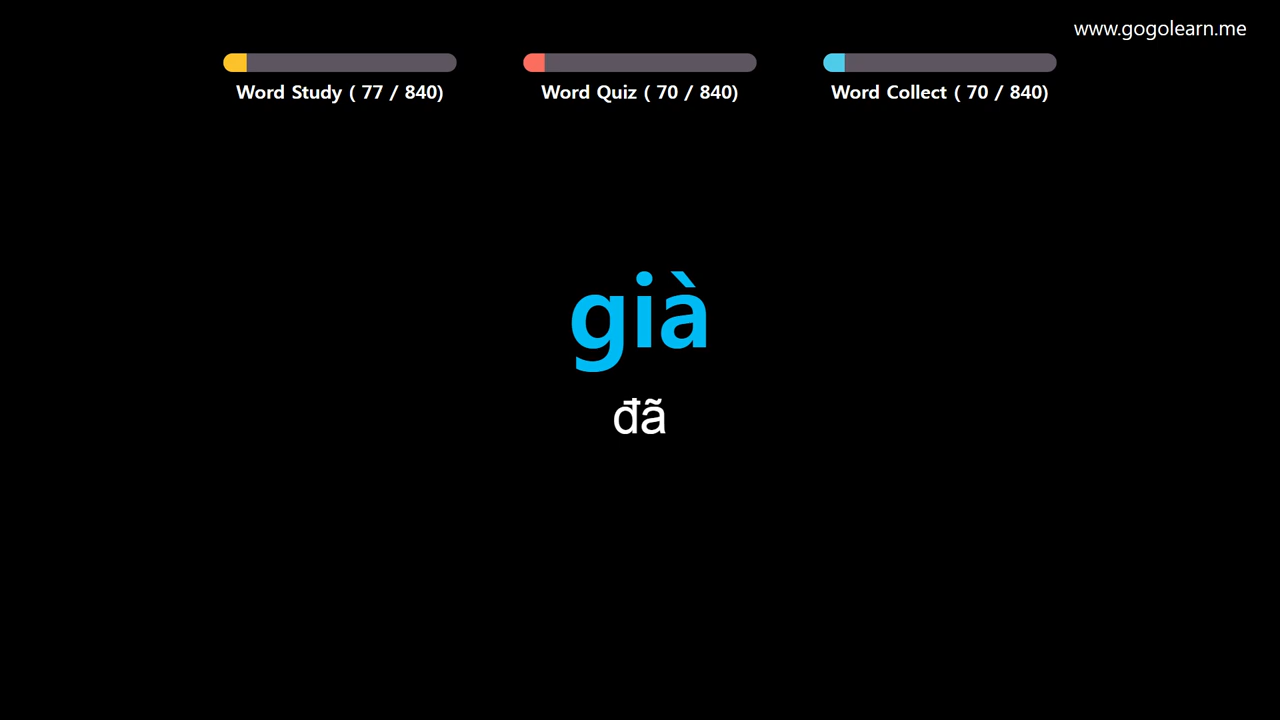 www.gogolearn.me
Word Study ( 77 / 840)
Word Quiz ( 70 / 840)
Word Collect ( 70 / 840)
già
đã